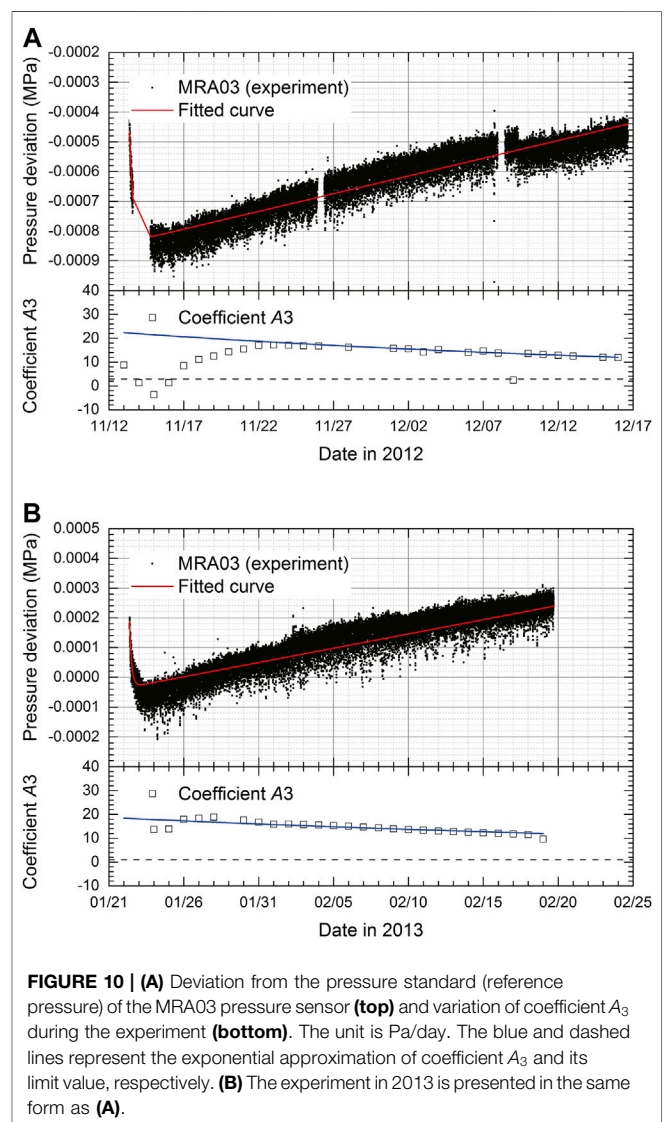 A
-0.0002
-0.0003
-0.0004
-0.0005
-0.0006
-0.0007
-0.0008
-0.0009
Pressure deviation (MPa)
MRA03 (experiment)
Fitted curve
40
30
20
10
0
-10
Coefficient A3
Coefficient A3
11/12 11/17 11/22 11/27 12/02 12/07 12/12 12/17
Date in 2012
B
0.0005
0.0004
0.0003
0.0002
0.0001
0.0000
-0.0001
-0.0002
Pressure deviation (MPa)
MRA03 (experiment)
Fitted curve
40
30
20
10
0
-10
Coefficient A3
Coefficient A3
01/21 01/26 01/31 02/05 02/10 02/15 02/20 02/25
Date in 2013
FIGURE 10 | (A) Deviation from the pressure standard (reference
pressure) of the MRA03 pressure sensor (top) and variation of coefficient A3
during the experiment (bottom). The unit is Pa/day. The blue and dashed
lines represent the exponential approximation of coefficient A3 and its
limit value, respectively. (B) The experiment in 2013 is presented in the same
form as (A).